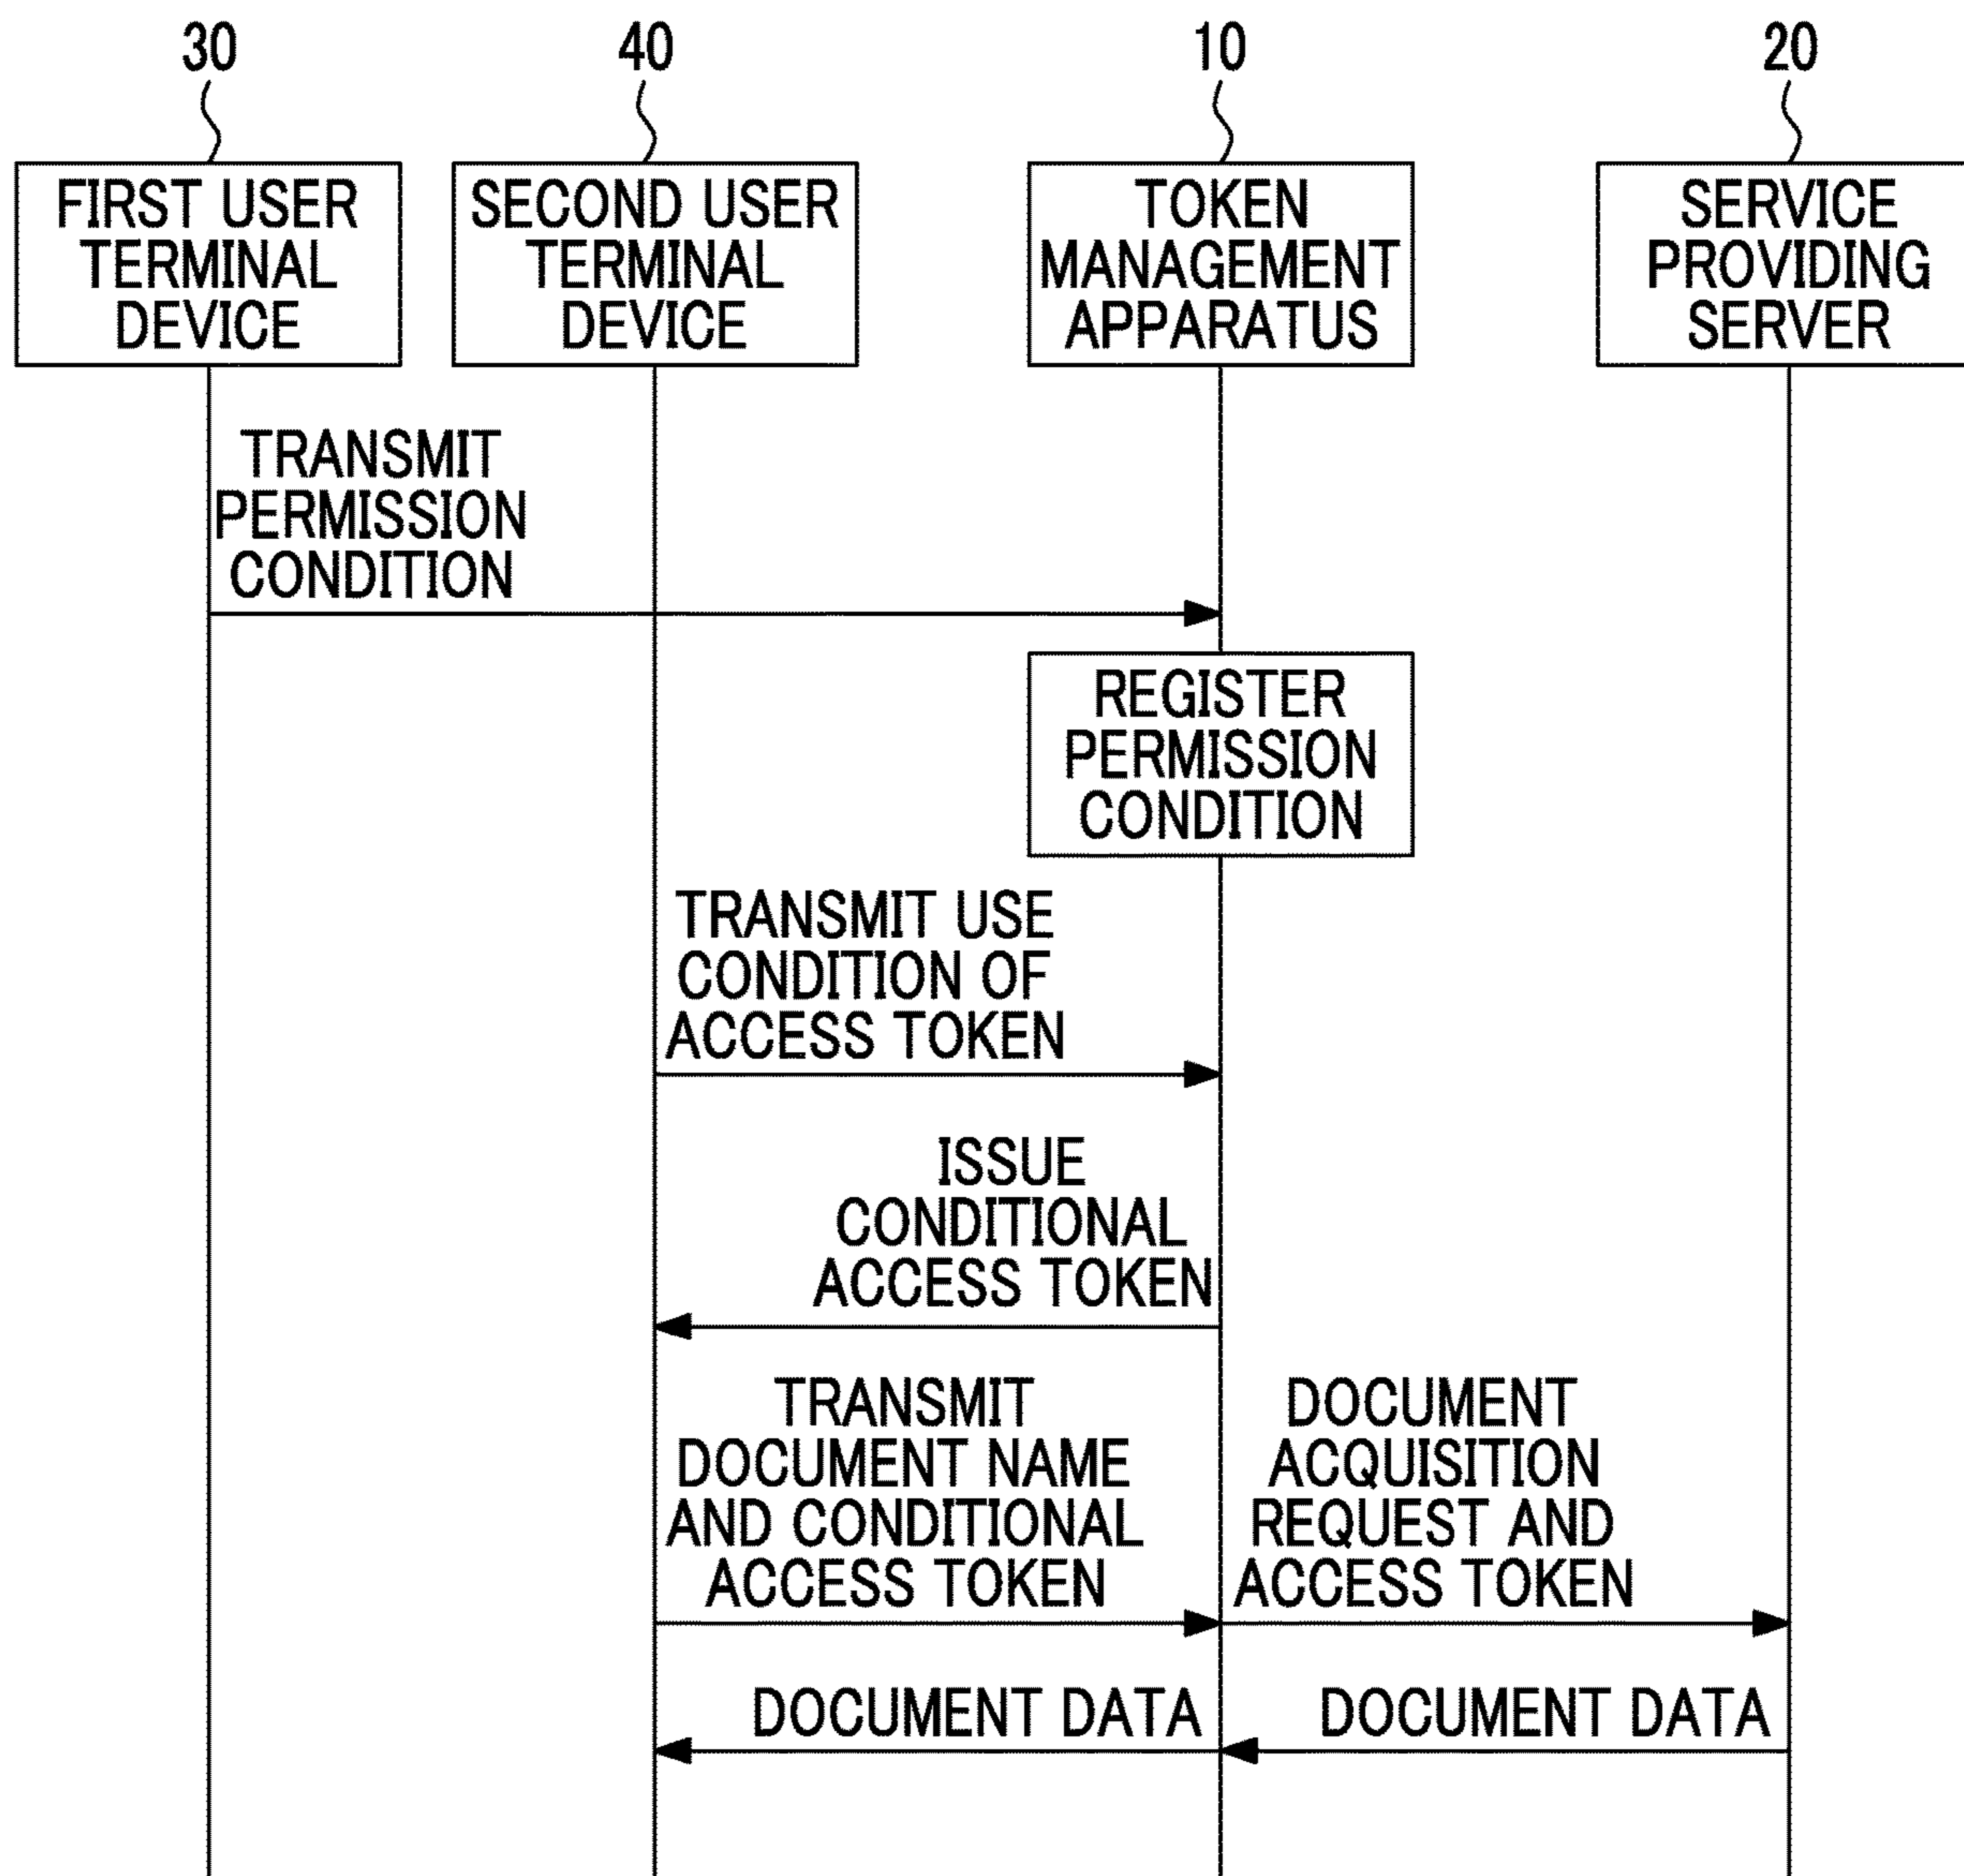 30
40
10
20
FIRST USER
TERMINAL
DEVICE
SECOND USER
TERMINAL
DEVICE
TOKEN
MANAGEMENT
APPARATUS
SERVICE
PROVIDING
SERVER
TRANSMIT
PERMISSION
CONDITION
REGISTER
PERMISSION
CONDITION
TRANSMIT USE
CONDITION OF
ACCESS TOKEN
ISSUE
CONDITIONAL
ACCESS TOKEN
TRANSMIT
DOCUMENT NAME
AND CONDITIONAL
ACCESS TOKEN
DOCUMENT
ACQUISITION
REQUEST AND
ACCESS TOKEN
DOCUMENT DATA
DOCUMENT DATA